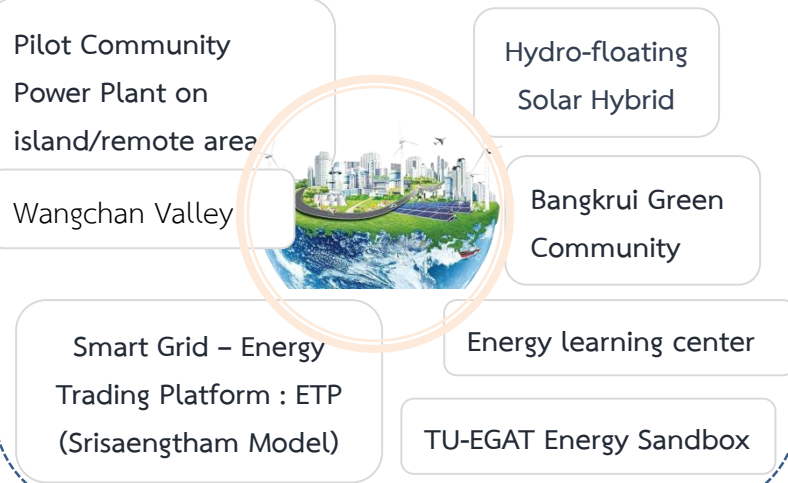 Pilot Community
Power Plant on
island/remote area
Wangchan Valley
Hydro-floating
Solar Hybrid
Bangkrui Green
Community
Smart Grid – Energy
Trading Platform : ETP
(Srisaengtham Model)
Energy learning center
TU-EGAT Energy Sandbox